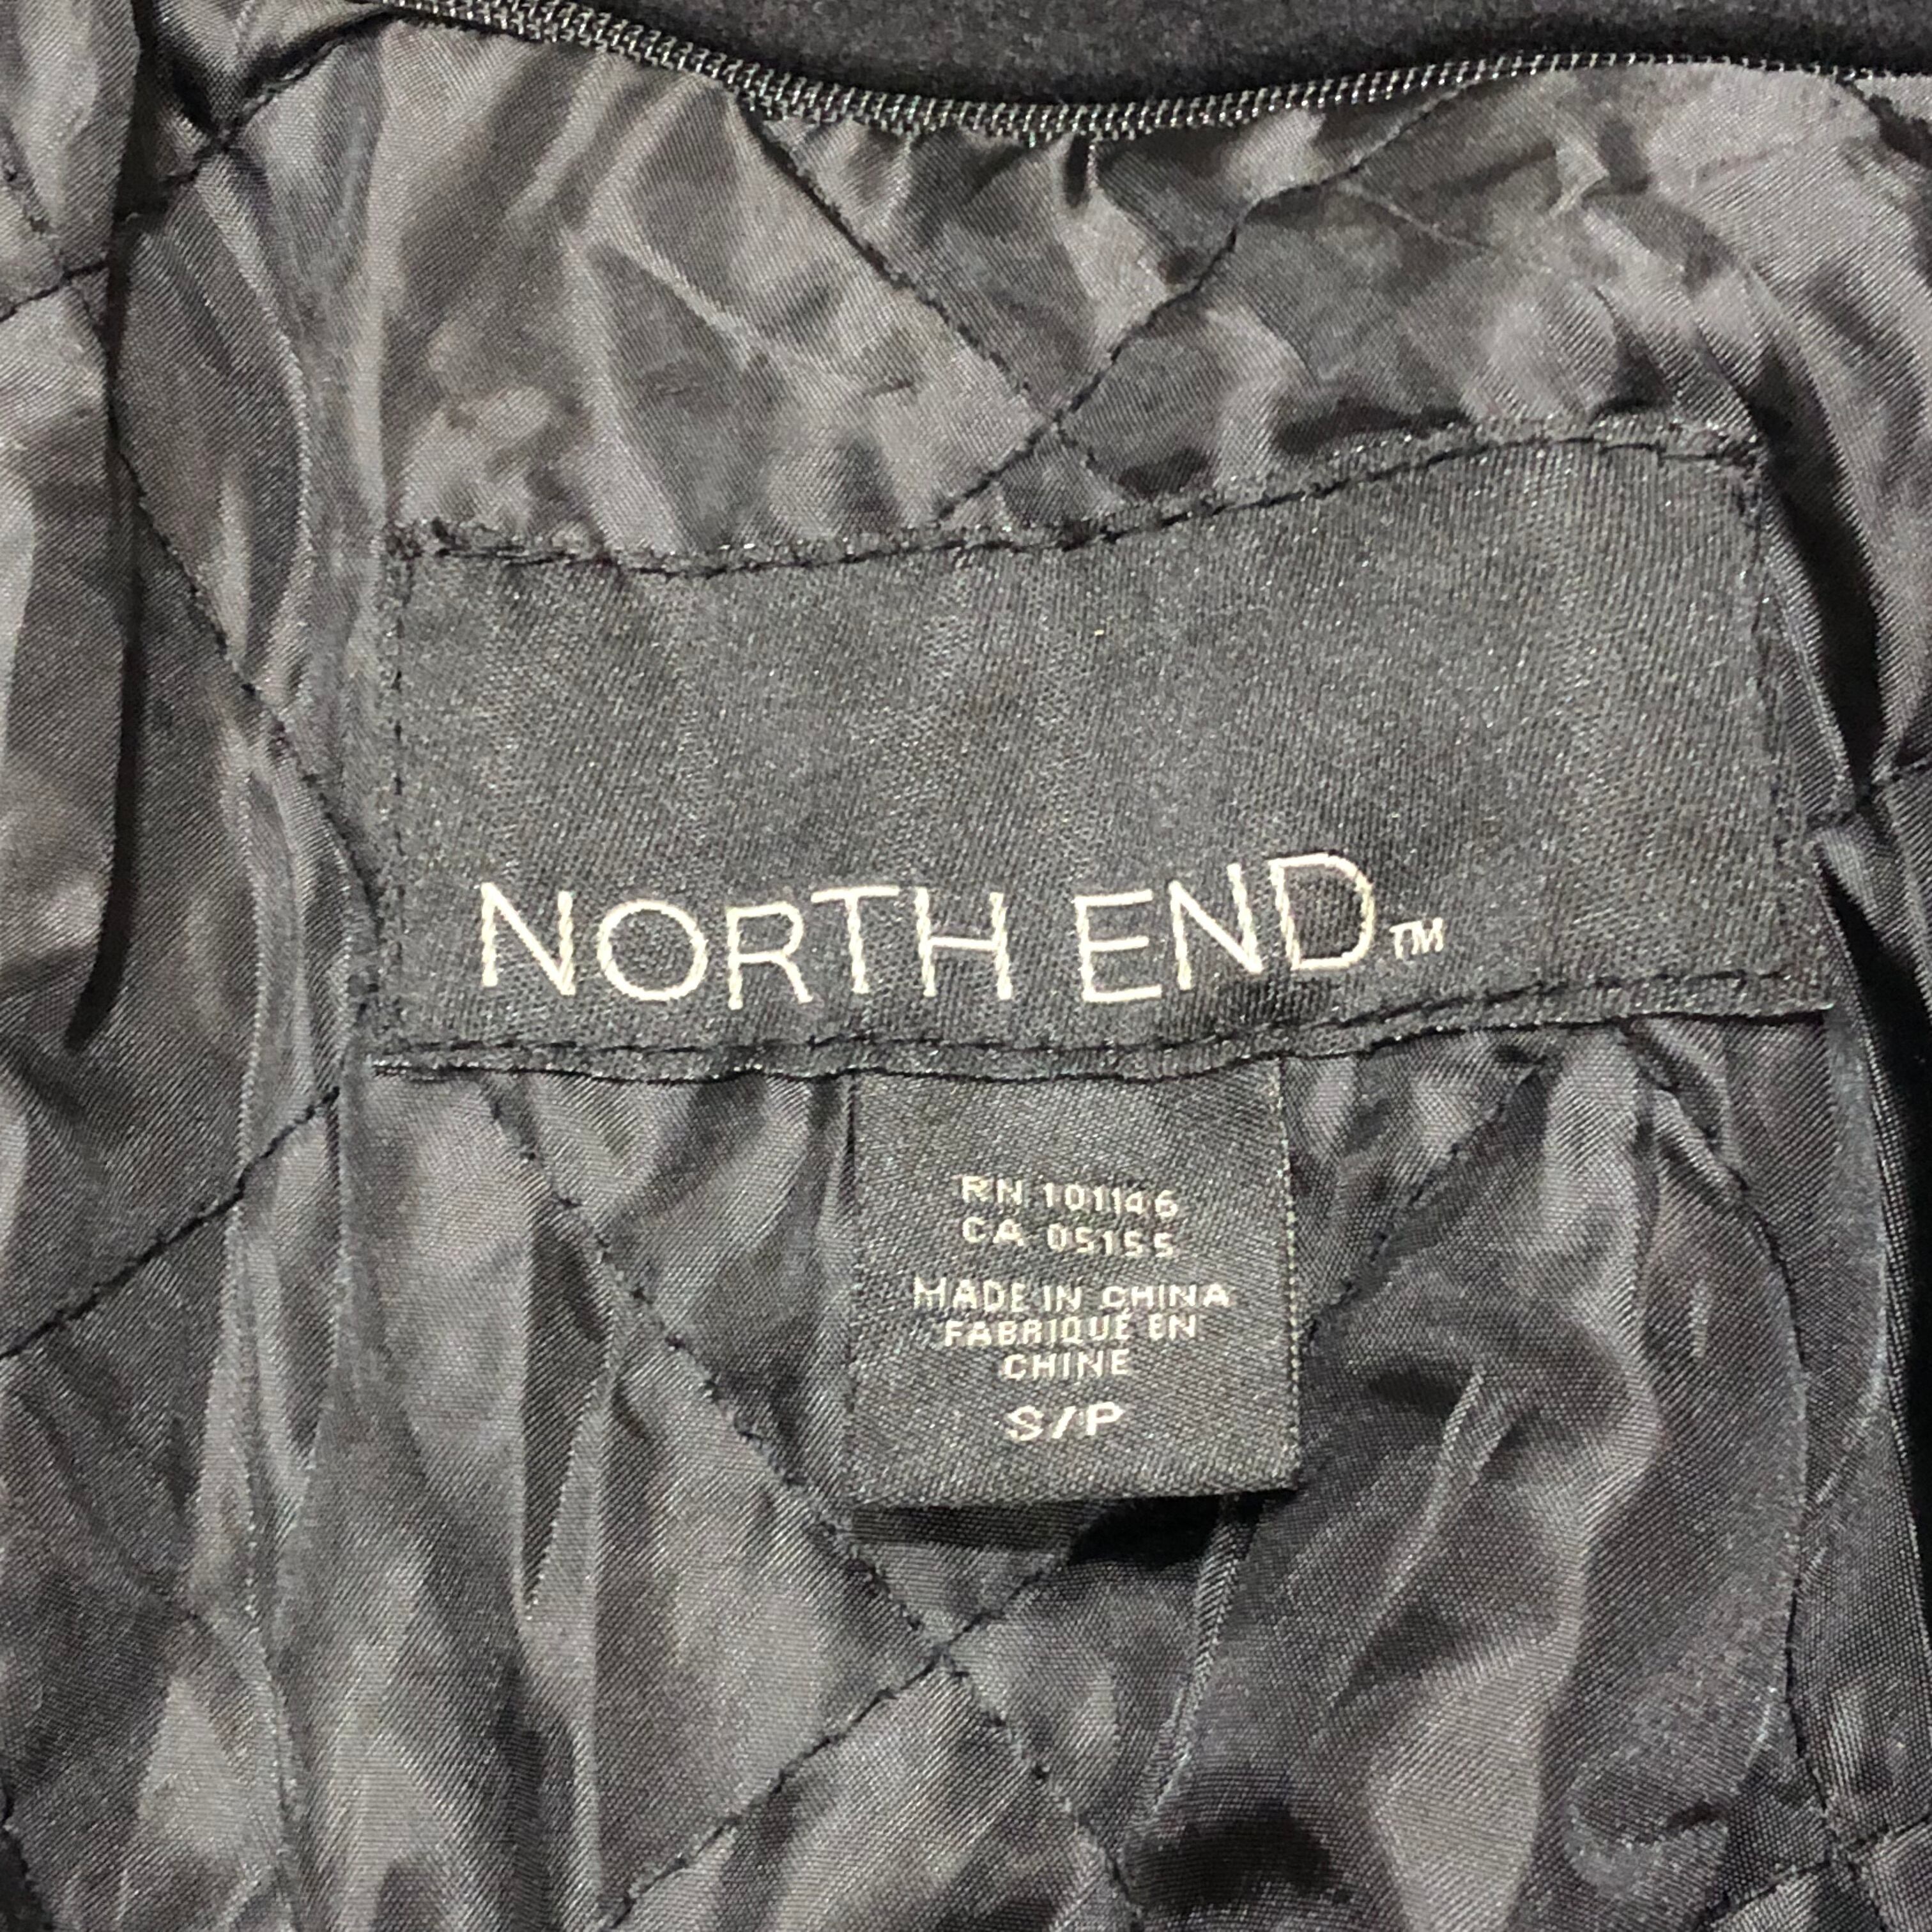 NORTH END™
RN 101146
CA 05155
MADE IN CHINA
FABRIQUÉ EN
CHINE
S/P